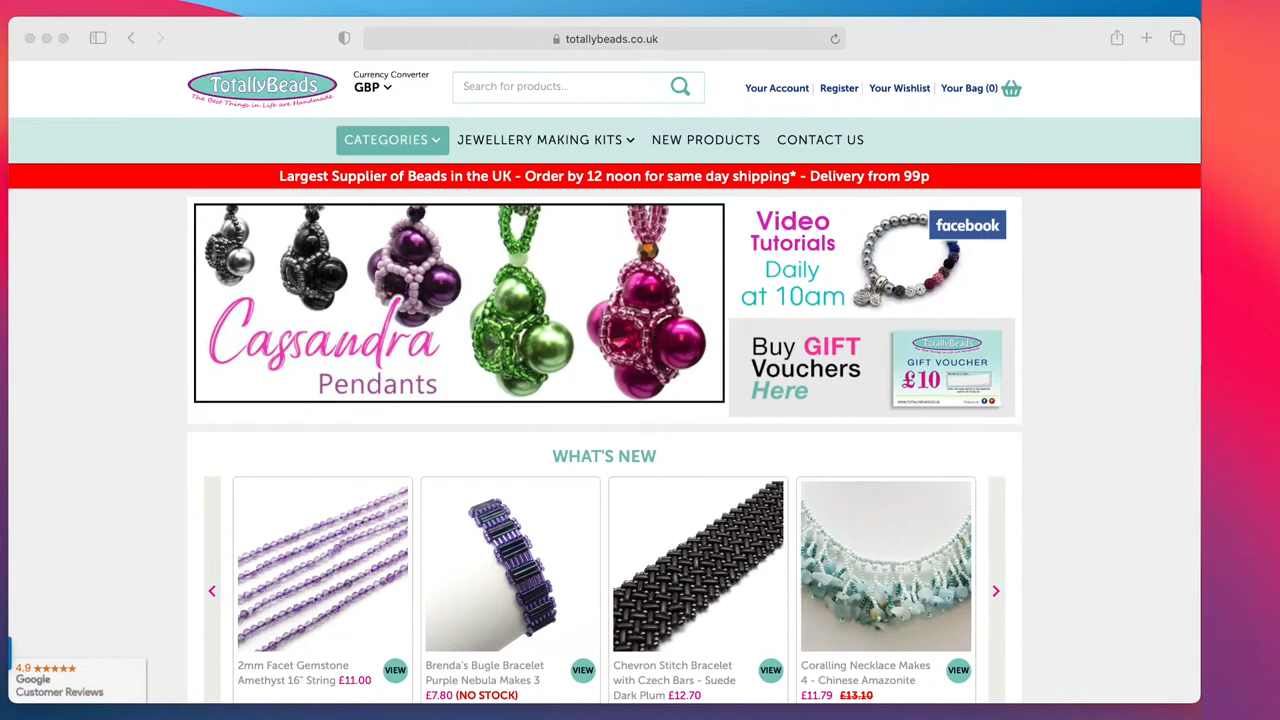 totallybeads.co.uk
TotallyBeads
The Best Things in Life are Handmade
Currency Converter
GBP
Search for products...
Your Account
Register
Your Wishlist
Your Bag (0)
CATEGORIES
JEWELLERY MAKING KITS
NEW PRODUCTS
CONTACT US
Largest Supplier of Beads in the UK - Order by 12 noon for same day shipping* - Delivery from 99p
Cassandra
Pendants
Video
Tutorials
Daily
at 10am
facebook
Buy GIFT
Vouchers
Here
TotallyBeads
GIFT VOUCHER
£10
WHAT'S NEW
2mm Facet Gemstone
Amethyst 16" String £11.00
VIEW
Brenda's Bugle Bracelet
Purple Nebula Makes 3
£7.80 (NO STOCK)
VIEW
Chevron Stitch Bracelet
with Czech Bars - Suede
Dark Plum £12.70
VIEW
Coralling Necklace Makes
4 - Chinese Amazonite
£11.79 £13.10
VIEW
4.9
Google
Customer Reviews